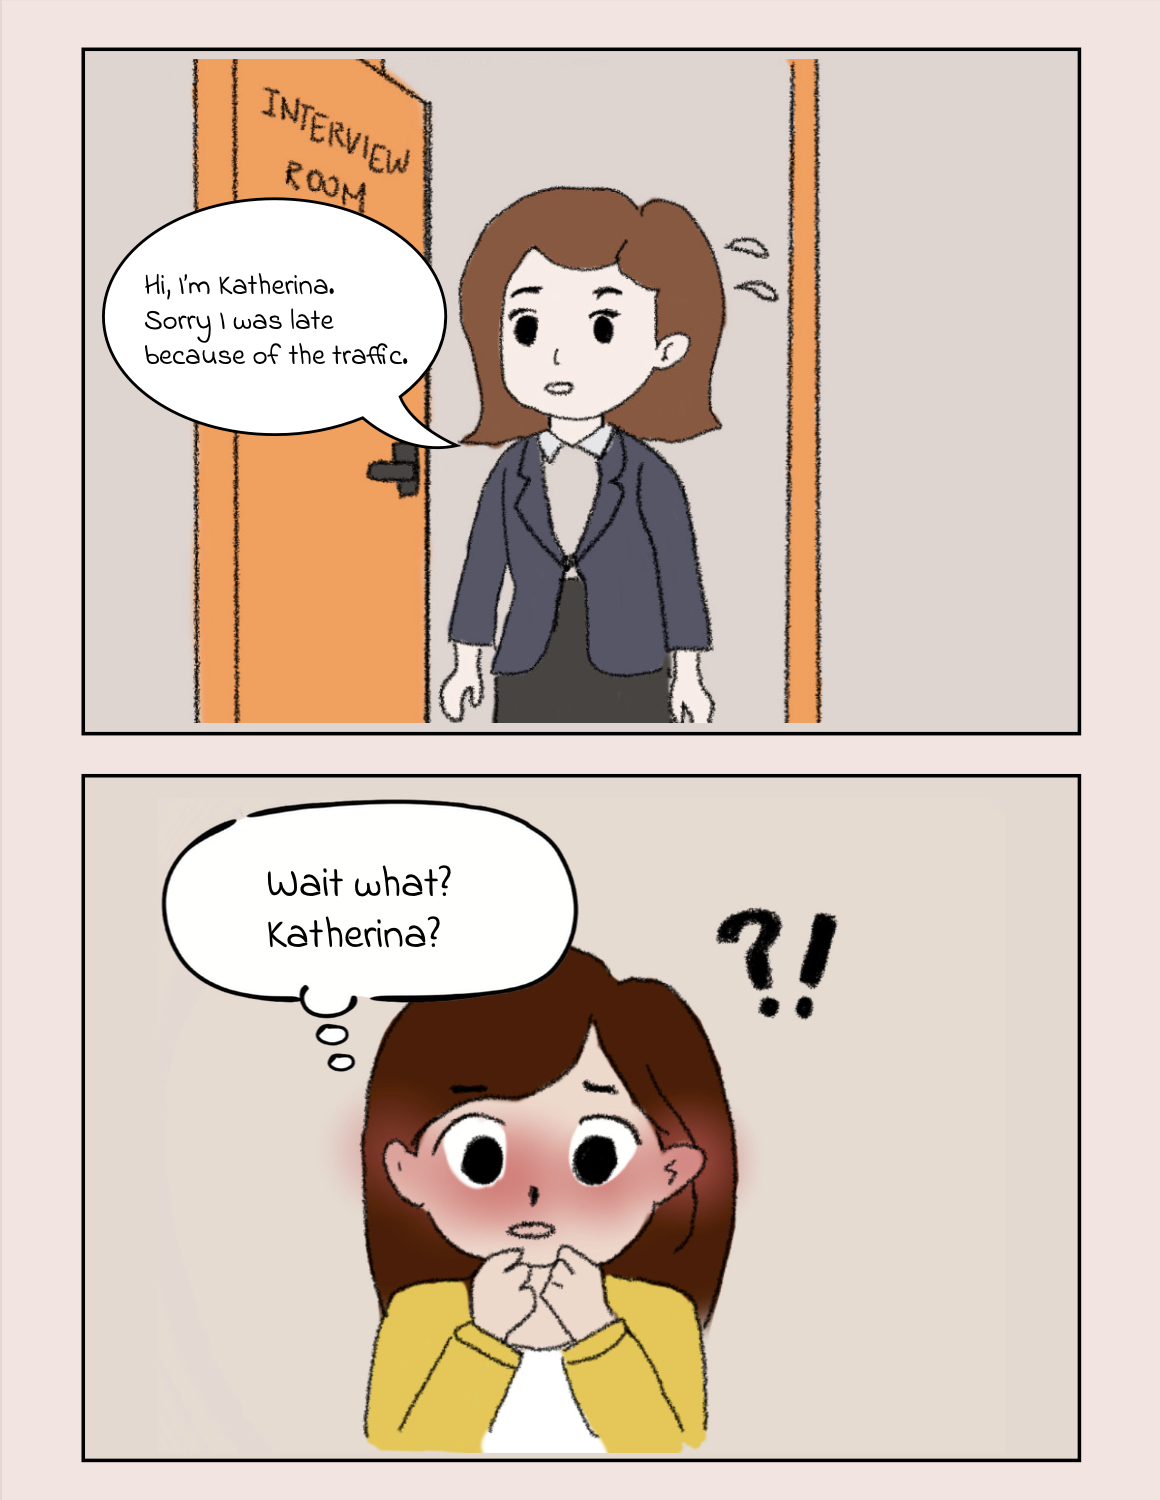 INTERVIEW
ROOM
Hi, I'm Katherina.
Sorry I was late
because of the traffic.
Wait what?
Katherina?
?!